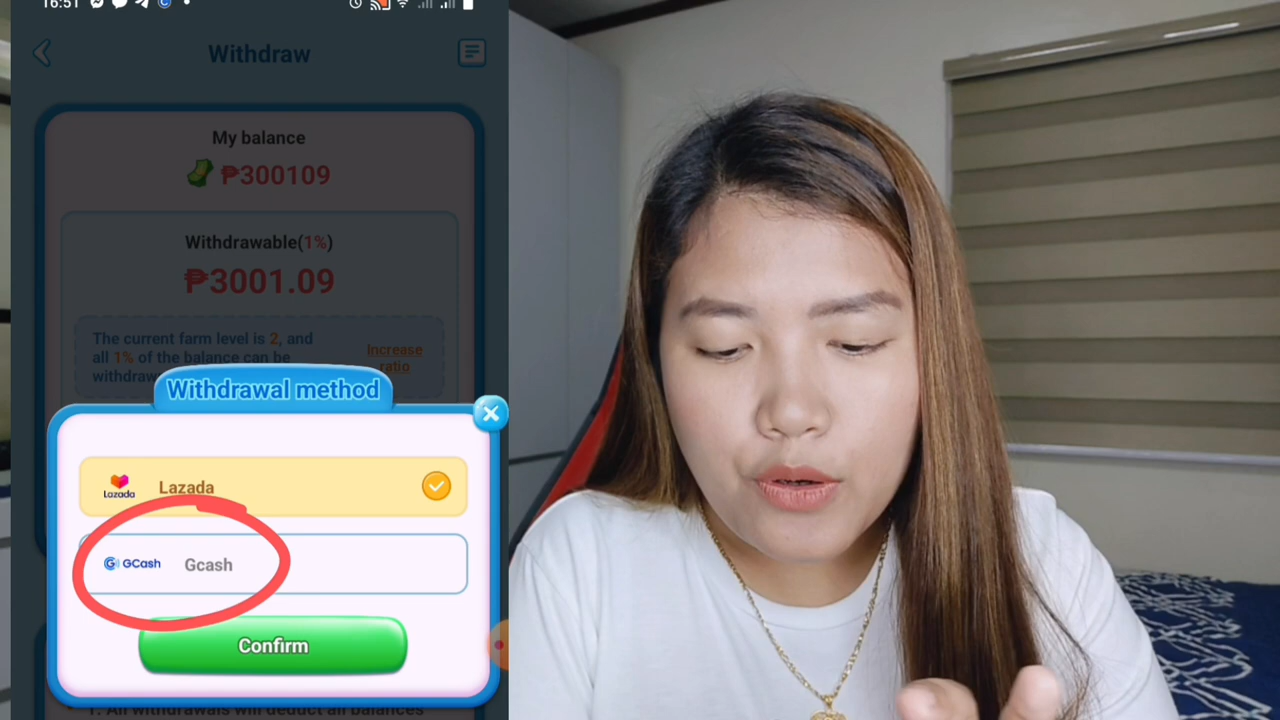 16:51
Withdraw
My balance
₱300109
Withdrawable(1%)
₱3001.09
The current farm level is 2, and
all 1% of the balance can be
withdraw
Increase
ratio
Withdrawal method
Lazada Lazada
GCash Gcash
Confirm
1. All withdrawals will deduct all balances